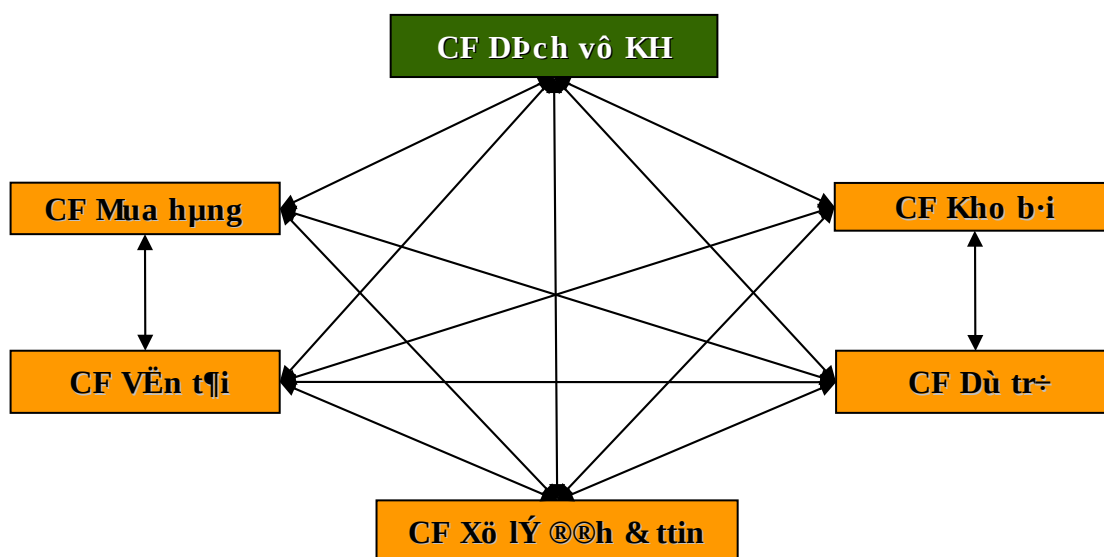 CF DÞch vô KH
CF Mua hµng
CF Kho b·i
CF VËn t¶i
CF Dù tr÷
CF Xö lÝ ®®h & ttin